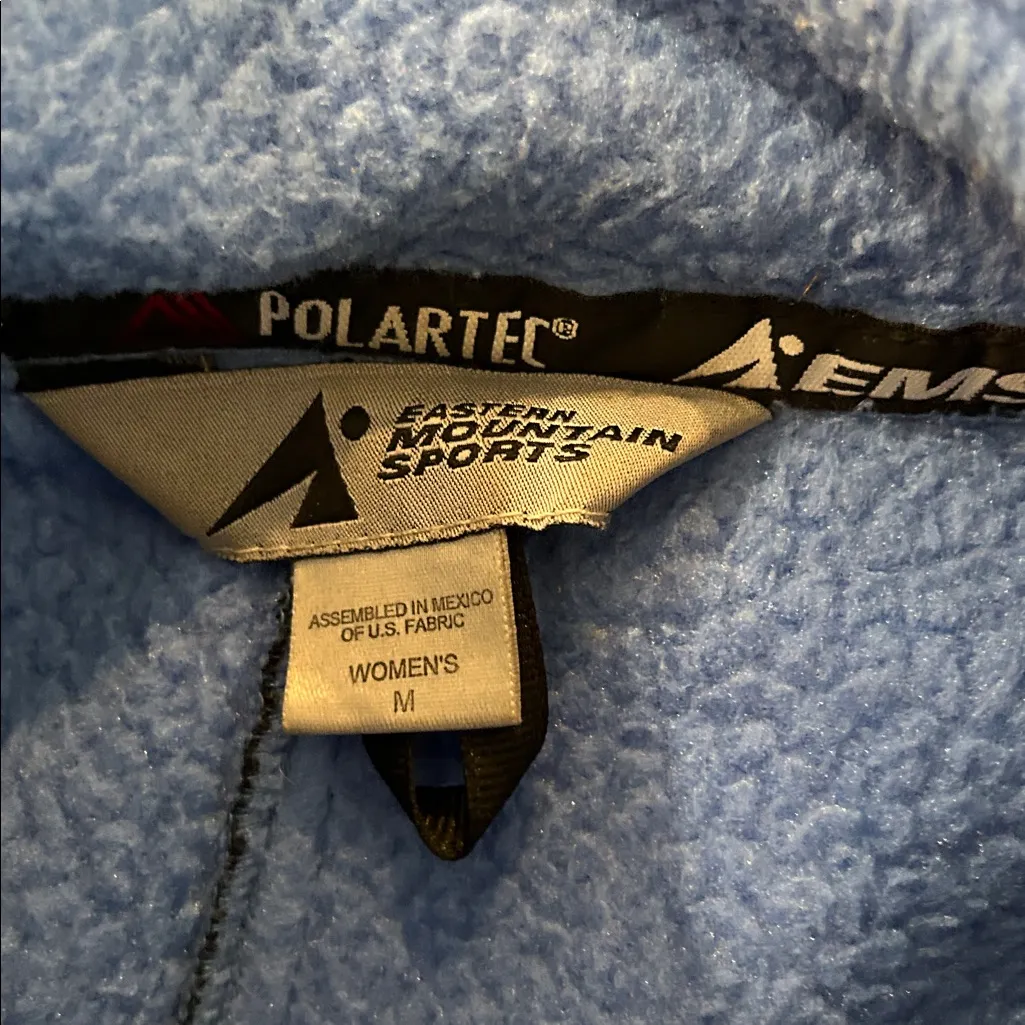 POLARTEC®
EMS
EASTERN
MOUNTAIN
SPORTS
ASSEMBLED IN MEXICO
OF U.S. FABRIC
WOMEN'S
M